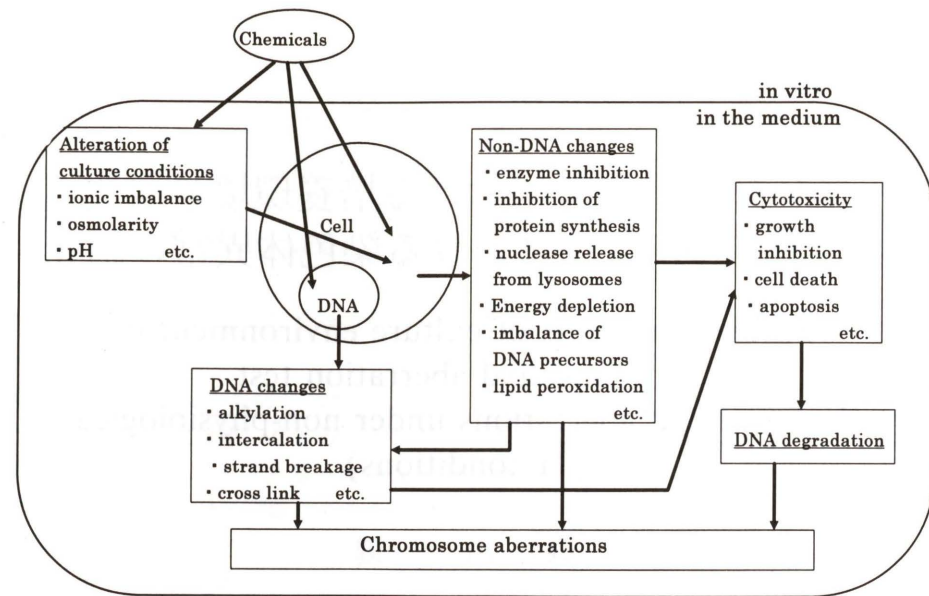 Chemicals
in vitro
in the medium
Alteration of
culture conditions
・ionic imbalance
・osmolarity
・pH etc.
Cell
DNA
Non-DNA changes
・enzyme inhibition
・inhibition of
protein synthesis
・nuclease release
from lysosomes
・Energy depletion
・imbalance of
DNA precursors
・lipid peroxidation
etc.
Cytotoxicity
・growth
inhibition
・cell death
・apoptosis
etc.
DNA changes
・alkylation
・intercalation
・strand breakage
・cross link etc.
DNA degradation
Chromosome aberrations